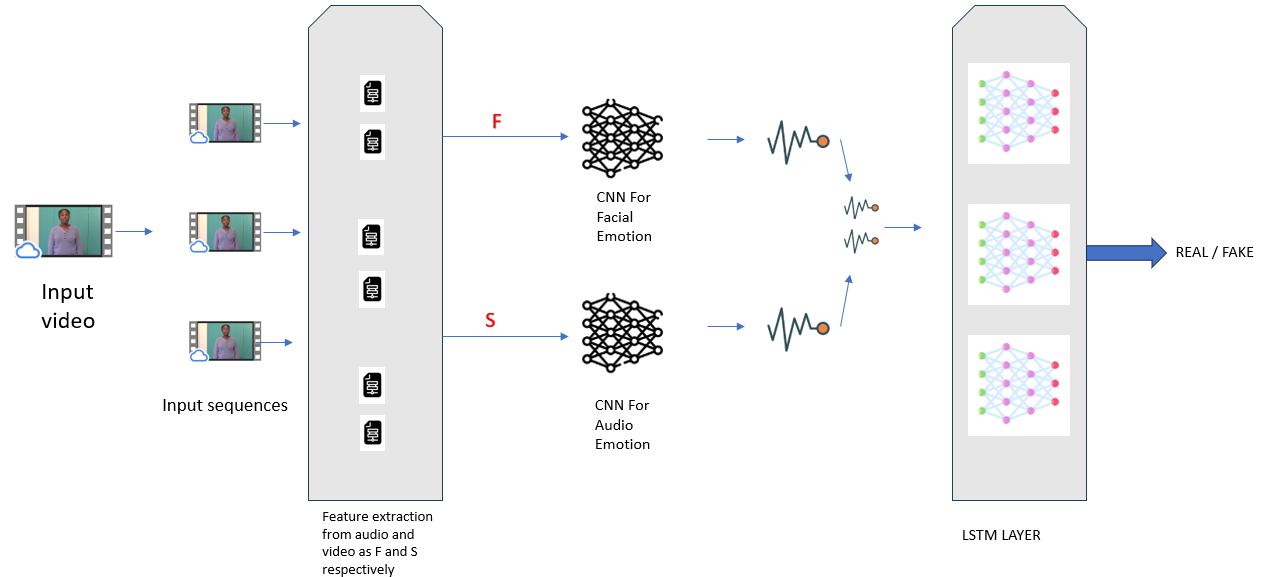 F
CNN For
Facial
Emotion
Input
video
Input sequences
S
CNN For
Audio
Emotion
REAL / FAKE
Feature extraction
from audio and
video as F and S
respectively
LSTM LAYER